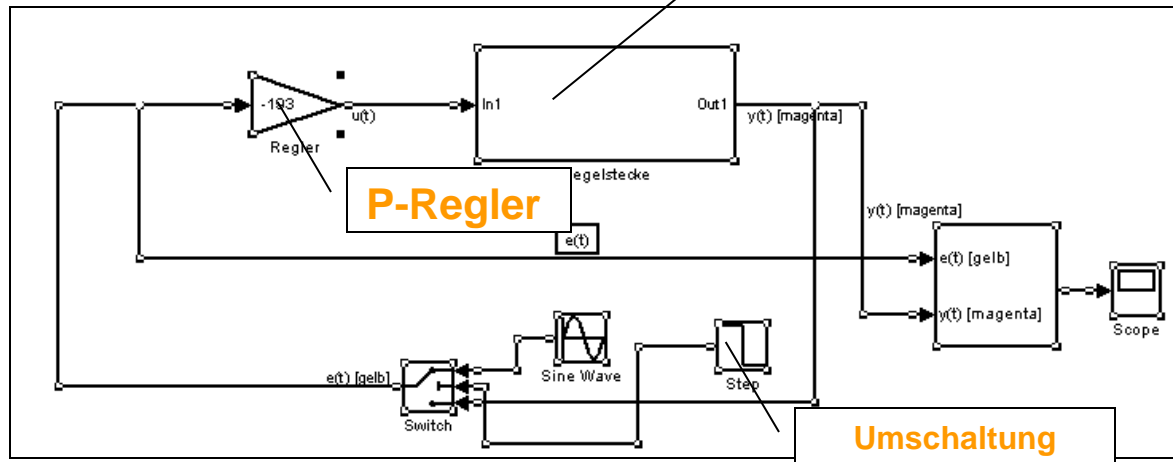 -193
u(t)
Regler
In1
Out1
y(t) [magenta]
egelstecke
P-Regler
e(t)
y(t) [magenta]
e(t) [gelb]
y(t) [magenta]
Scope
Sine Wave
Step
e(t) [gelb]
Switch
Umschaltung